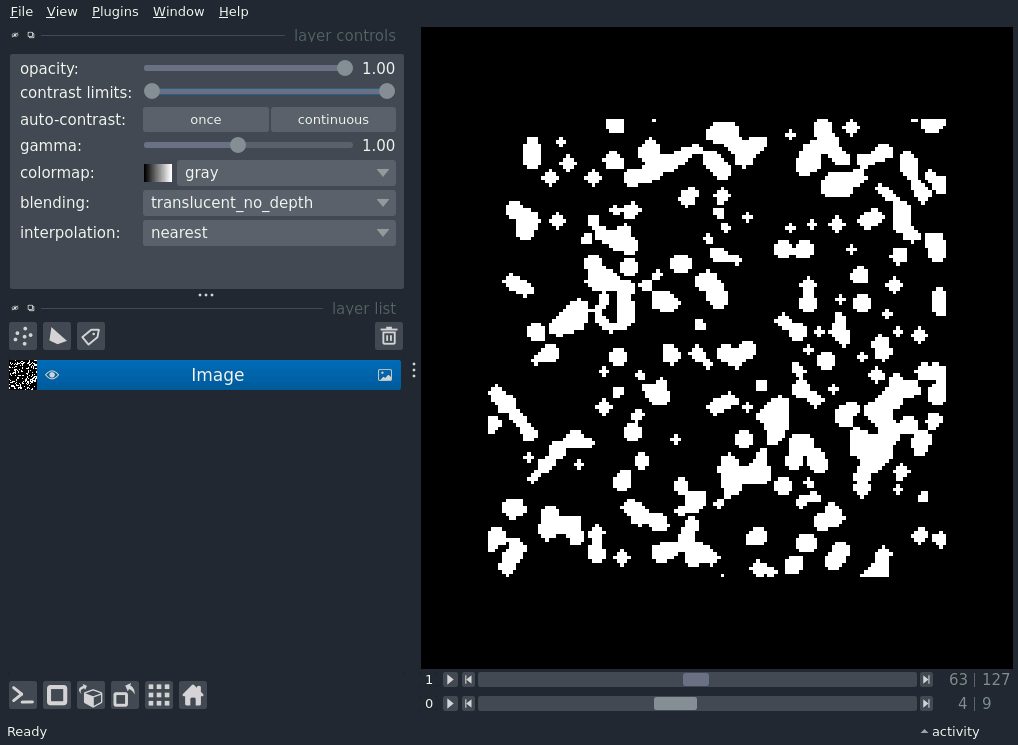 File View Plugins Window Help
layer controls
opacity: 1.00
contrast limits:
auto-contrast: once continuous
gamma: 1.00
colormap: gray
blending: translucent_no_depth
interpolation: nearest
layer list
Image
1 63 | 127
0 4 | 9
Ready activity